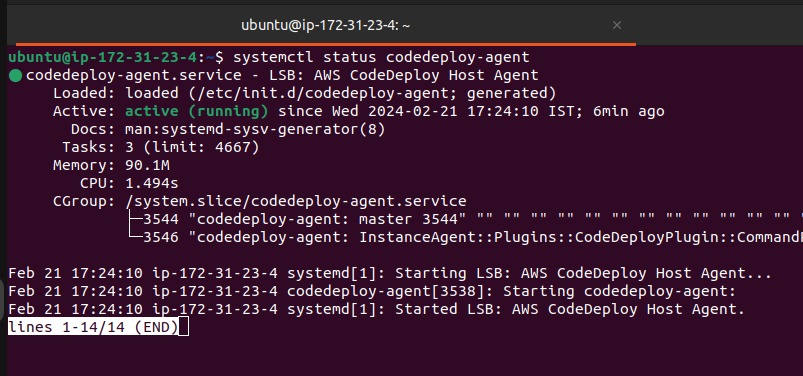 ubuntu@ip-172-31-23-4: ~
ubuntu@ip-172-31-23-4:~$ systemctl status codedeploy-agent
● codedeploy-agent.service - LSB: AWS CodeDeploy Host Agent
Loaded: loaded (/etc/init.d/codedeploy-agent; generated)
Active: active (running) since Wed 2024-02-21 17:24:10 IST; 6min ago
Docs: man:systemd-sysv-generator(8)
Tasks: 3 (limit: 4667)
Memory: 90.1M
CPU: 1.494s
CGroup: /system.slice/codedeploy-agent.service
├─3544 "codedeploy-agent: master 3544" "" "" "" "" "" "" "" "" "" "" "" "" "
└─3546 "codedeploy-agent: InstanceAgent::Plugins::CodeDeployPlugin::Command
Feb 21 17:24:10 ip-172-31-23-4 systemd[1]: Starting LSB: AWS CodeDeploy Host Agent...
Feb 21 17:24:10 ip-172-31-23-4 codedeploy-agent[3538]: Starting codedeploy-agent:
Feb 21 17:24:10 ip-172-31-23-4 systemd[1]: Started LSB: AWS CodeDeploy Host Agent.
lines 1-14/14 (END)